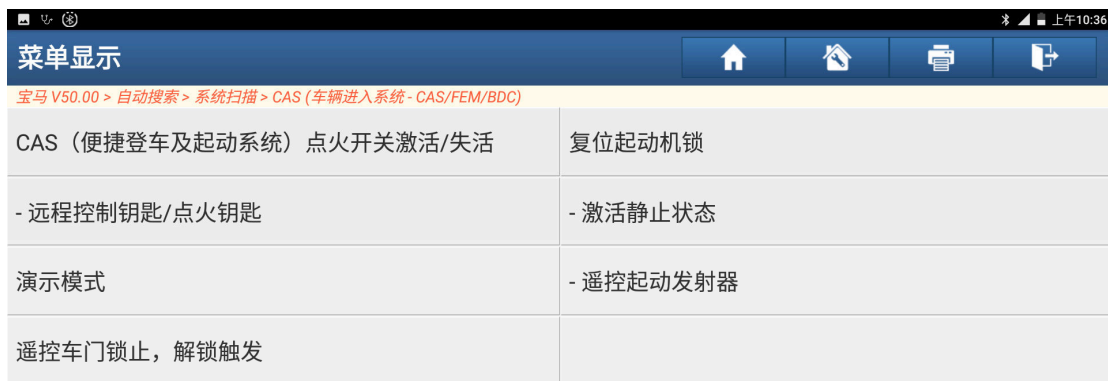 上午10:36
菜单显示
宝马 V50.00 > 自动搜索 > 系统扫描 > CAS (车辆进入系统 - CAS/FEM/BDC)
CAS（便捷登车及起动系统）点火开关激活/失活
复位起动机锁
- 远程控制钥匙/点火钥匙
- 激活静止状态
演示模式
- 遥控起动发射器
遥控车门锁止，解锁触发